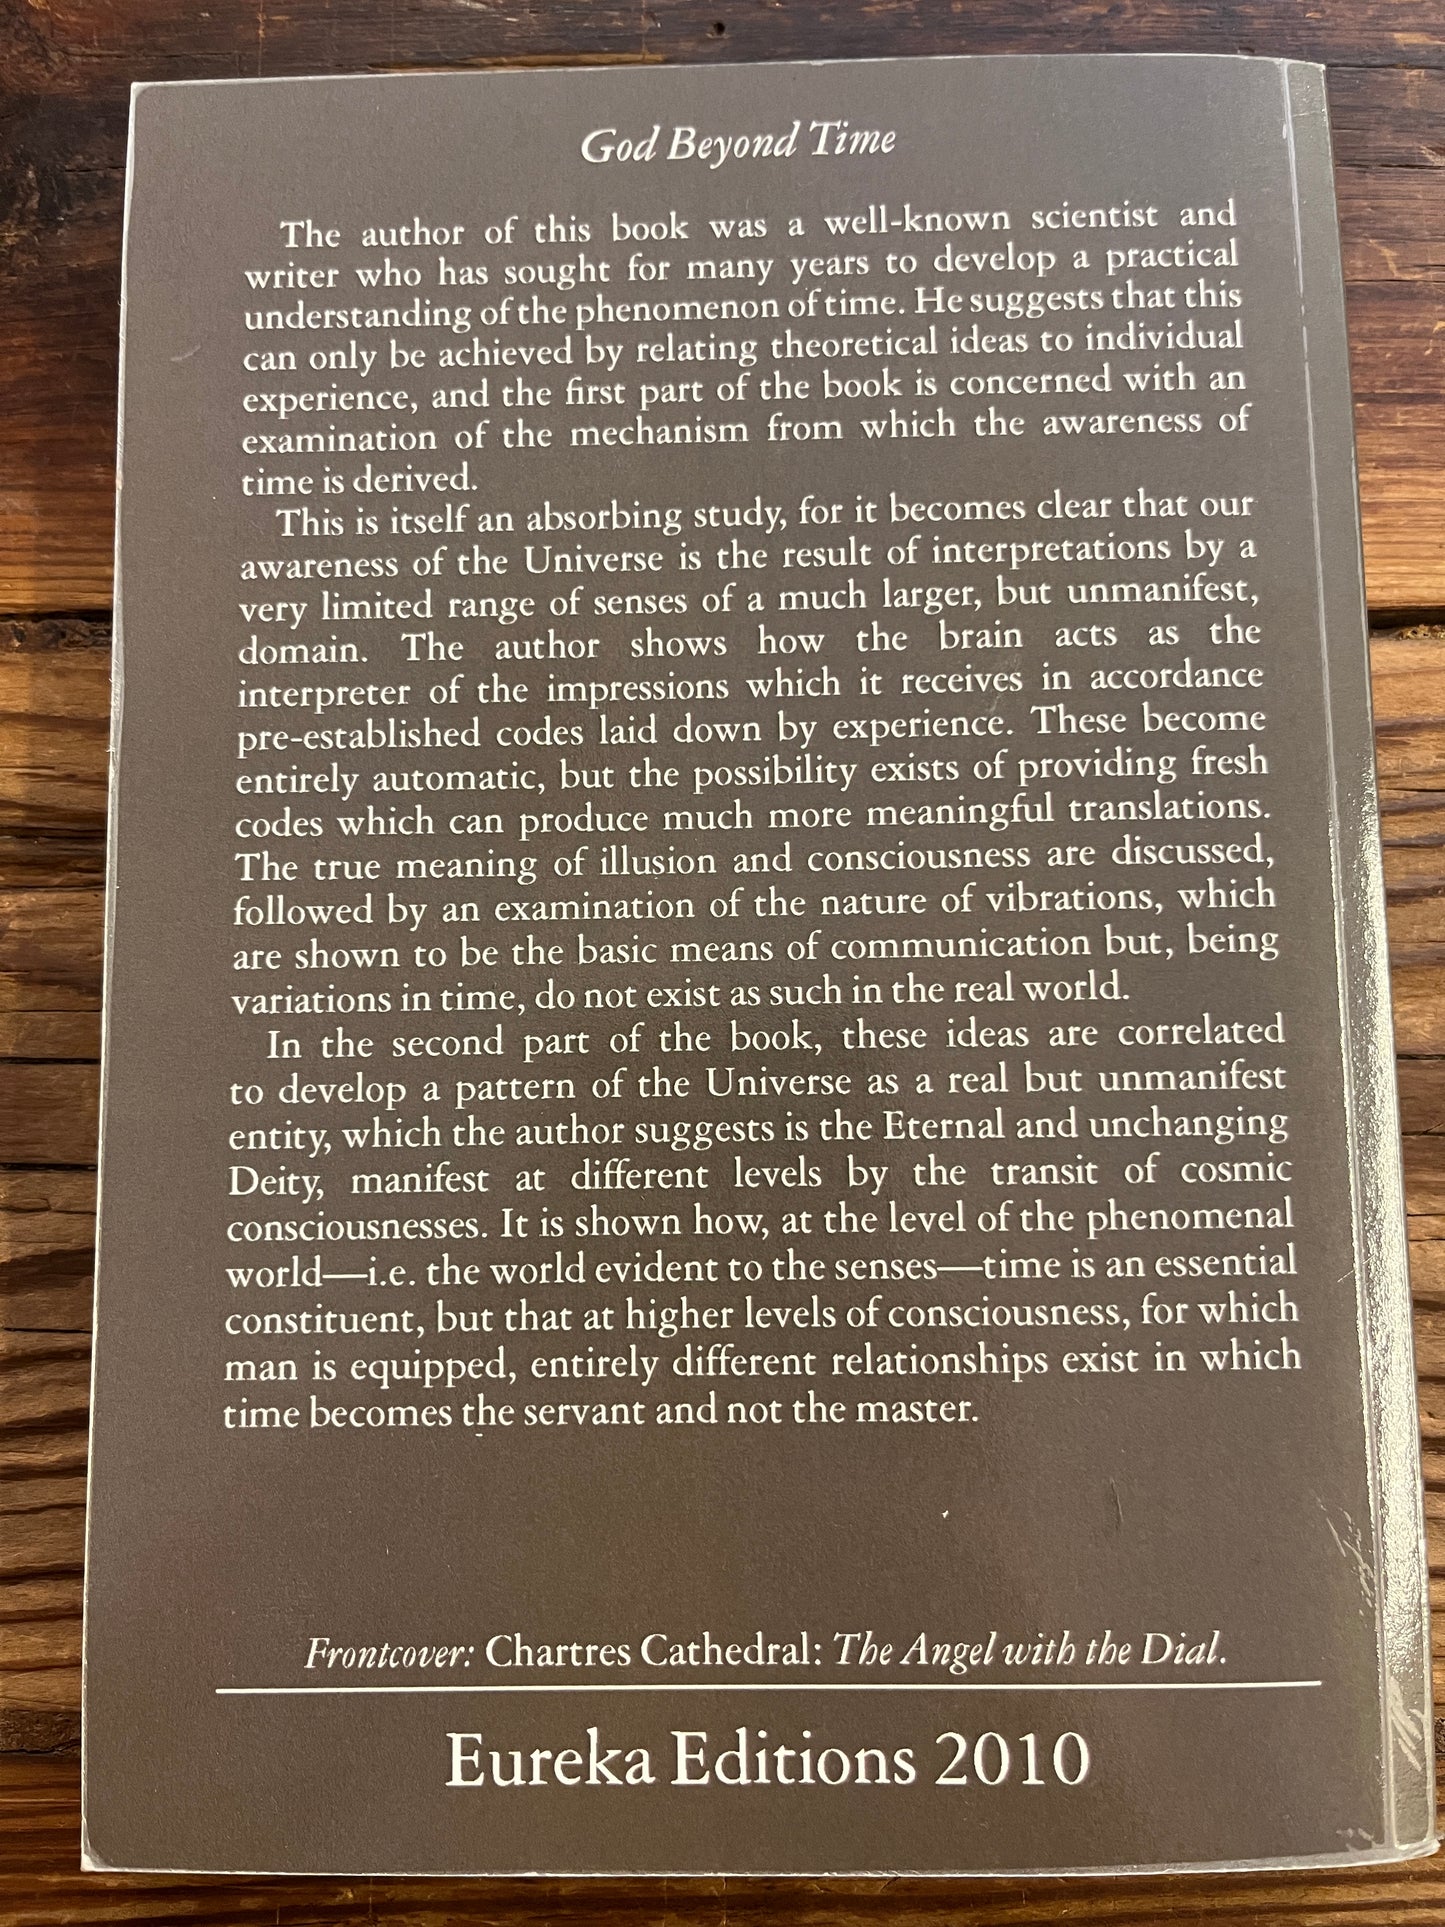 God Beyond Time
The author of this book was a well-known scientist and
writer who has sought for many years to develop a practical
understanding of the phenomenon of time. He suggests that this
can only be achieved by relating theoretical ideas to individual
experience, and the first part of the book is concerned with an
examination of the mechanism from which the awareness of
time is derived.
This is itself an absorbing study, for it becomes clear that our
awareness of the Universe is the result of interpretations by a
very limited range of senses of a much larger, but unmanifest,
domain. The author shows how the brain acts as the
interpreter of the impressions which it receives in accordance
pre-established codes laid down by experience. These become
entirely automatic, but the possibility exists of providing fresh
codes which can produce much more meaningful translations.
The true meaning of illusion and consciousness are discussed,
followed by an examination of the nature of vibrations, which
are shown to be the basic means of communication but, being
variations in time, do not exist as such in the real world.
In the second part of the book, these ideas are correlated
to develop a pattern of the Universe as a real but unmanifest
entity, which the author suggests is the Eternal and unchanging
Deity, manifest at different levels by the transit of cosmic
consciousnesses. It is shown how, at the level of the phenomenal
world—i.e. the world evident to the senses—time is an essential
constituent, but that at higher levels of consciousness, for which
man is equipped, entirely different relationships exist in which
time becomes the servant and not the master.
Frontcover: Chartres Cathedral: The Angel with the Dial.
Eureka Editions 2010